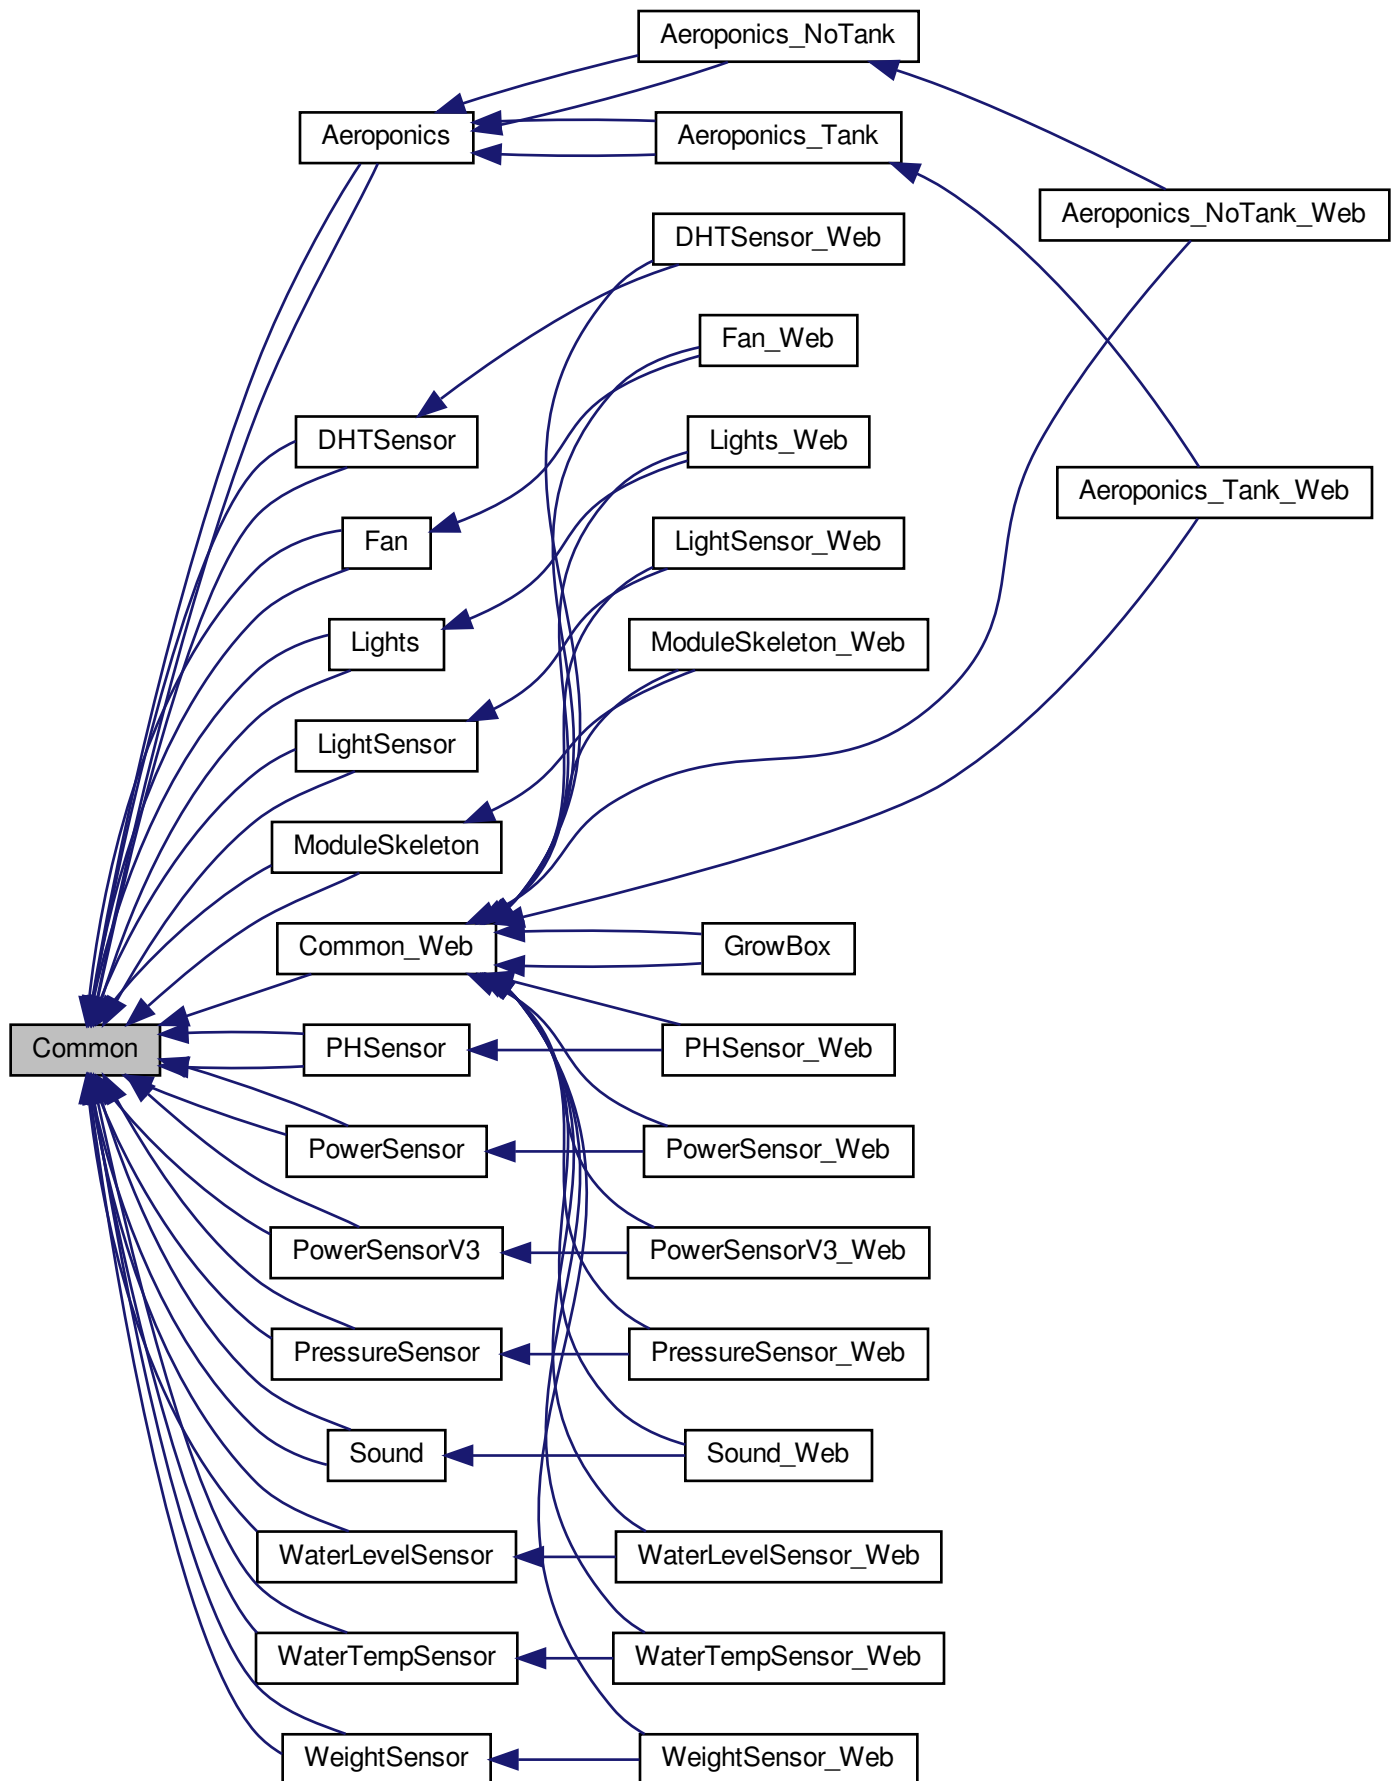 Aeroponics_NoTank
Aeroponics
Aeroponics_Tank
Aeroponics_NoTank_Web
DHTSensor_Web
Fan_Web
DHTSensor
Lights_Web
Aeroponics_Tank_Web
Fan
LightSensor_Web
Lights
ModuleSkeleton_Web
LightSensor
ModuleSkeleton
Common_Web
GrowBox
Common
PHSensor
PHSensor_Web
PowerSensor
PowerSensor_Web
PowerSensorV3
PowerSensorV3_Web
PressureSensor
PressureSensor_Web
Sound
Sound_Web
WaterLevelSensor
WaterLevelSensor_Web
WaterTempSensor
WaterTempSensor_Web
WeightSensor
WeightSensor_Web